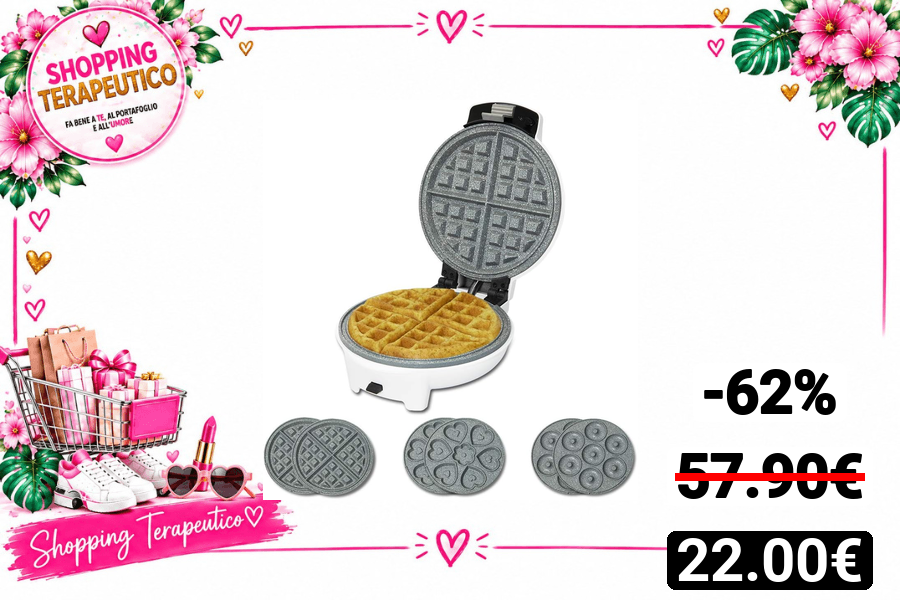 SHOPPING
TERAPEUTICO
FA BENE A TE, AL PORTAFOGLIO
E ALL'UMORE
-62%
57.90€
22.00€
Shopping Terapeutico